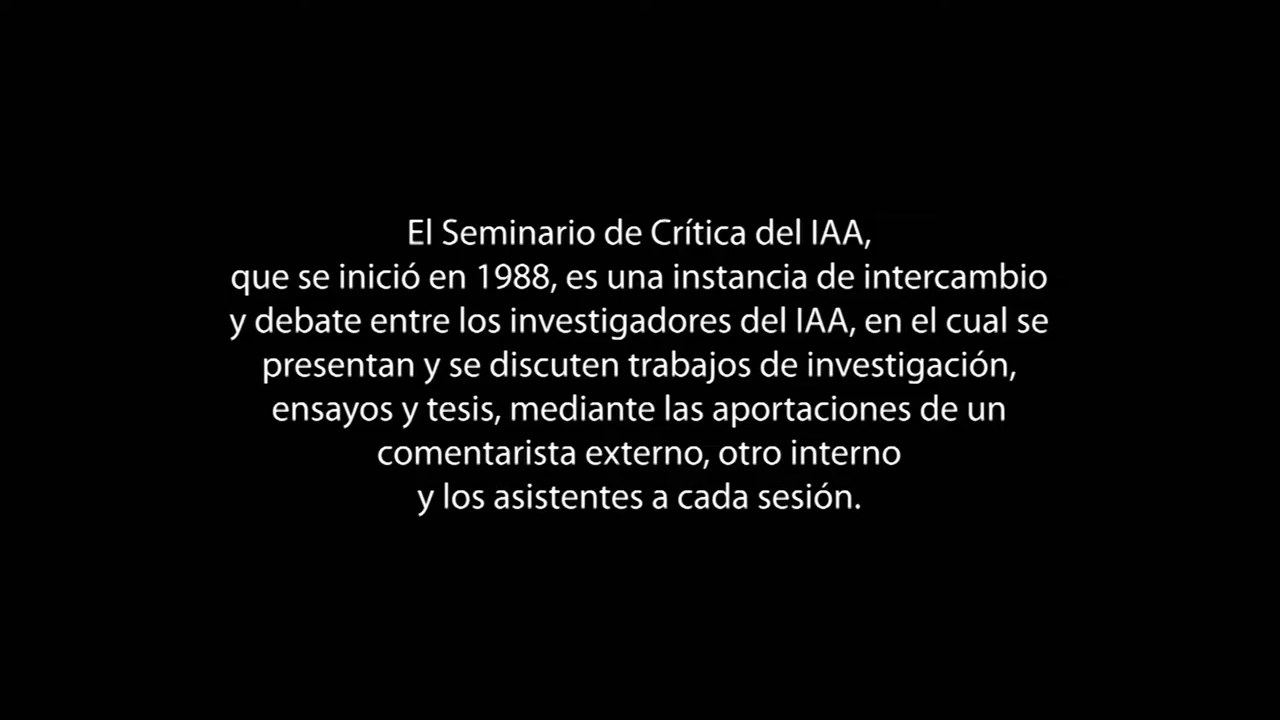 El Seminario de Crítica del IAA,
que se inició en 1988, es una instancia de intercambio
y debate entre los investigadores del IAA, en el cual se
presentan y se discuten trabajos de investigación,
ensayos y tesis, mediante las aportaciones de un
comentarista externo, otro interno
y los asistentes a cada sesión.